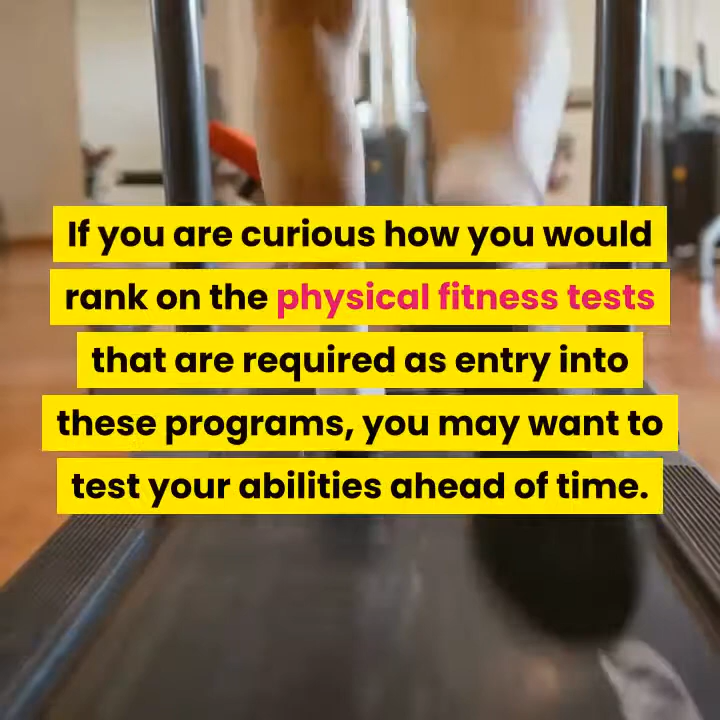 If you are curious how you would
rank on the physical fitness tests
that are required as entry into
these programs, you may want to
test your abilities ahead of time.